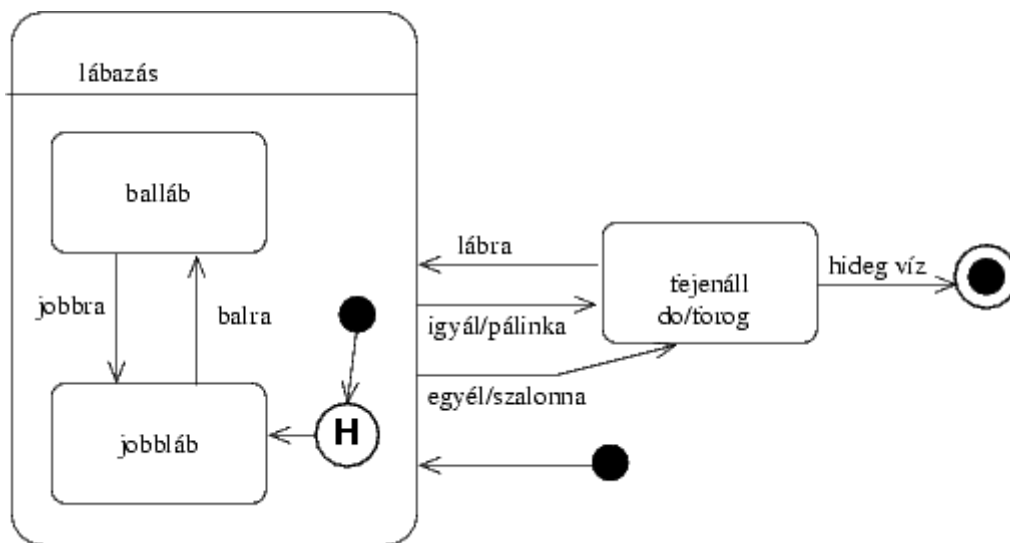 lábazás
balláb
jobbra
balra
jobbláb
H
lábra
igyál/pálinka
egyél/szalonna
fejenáll
do/forog
hideg víz